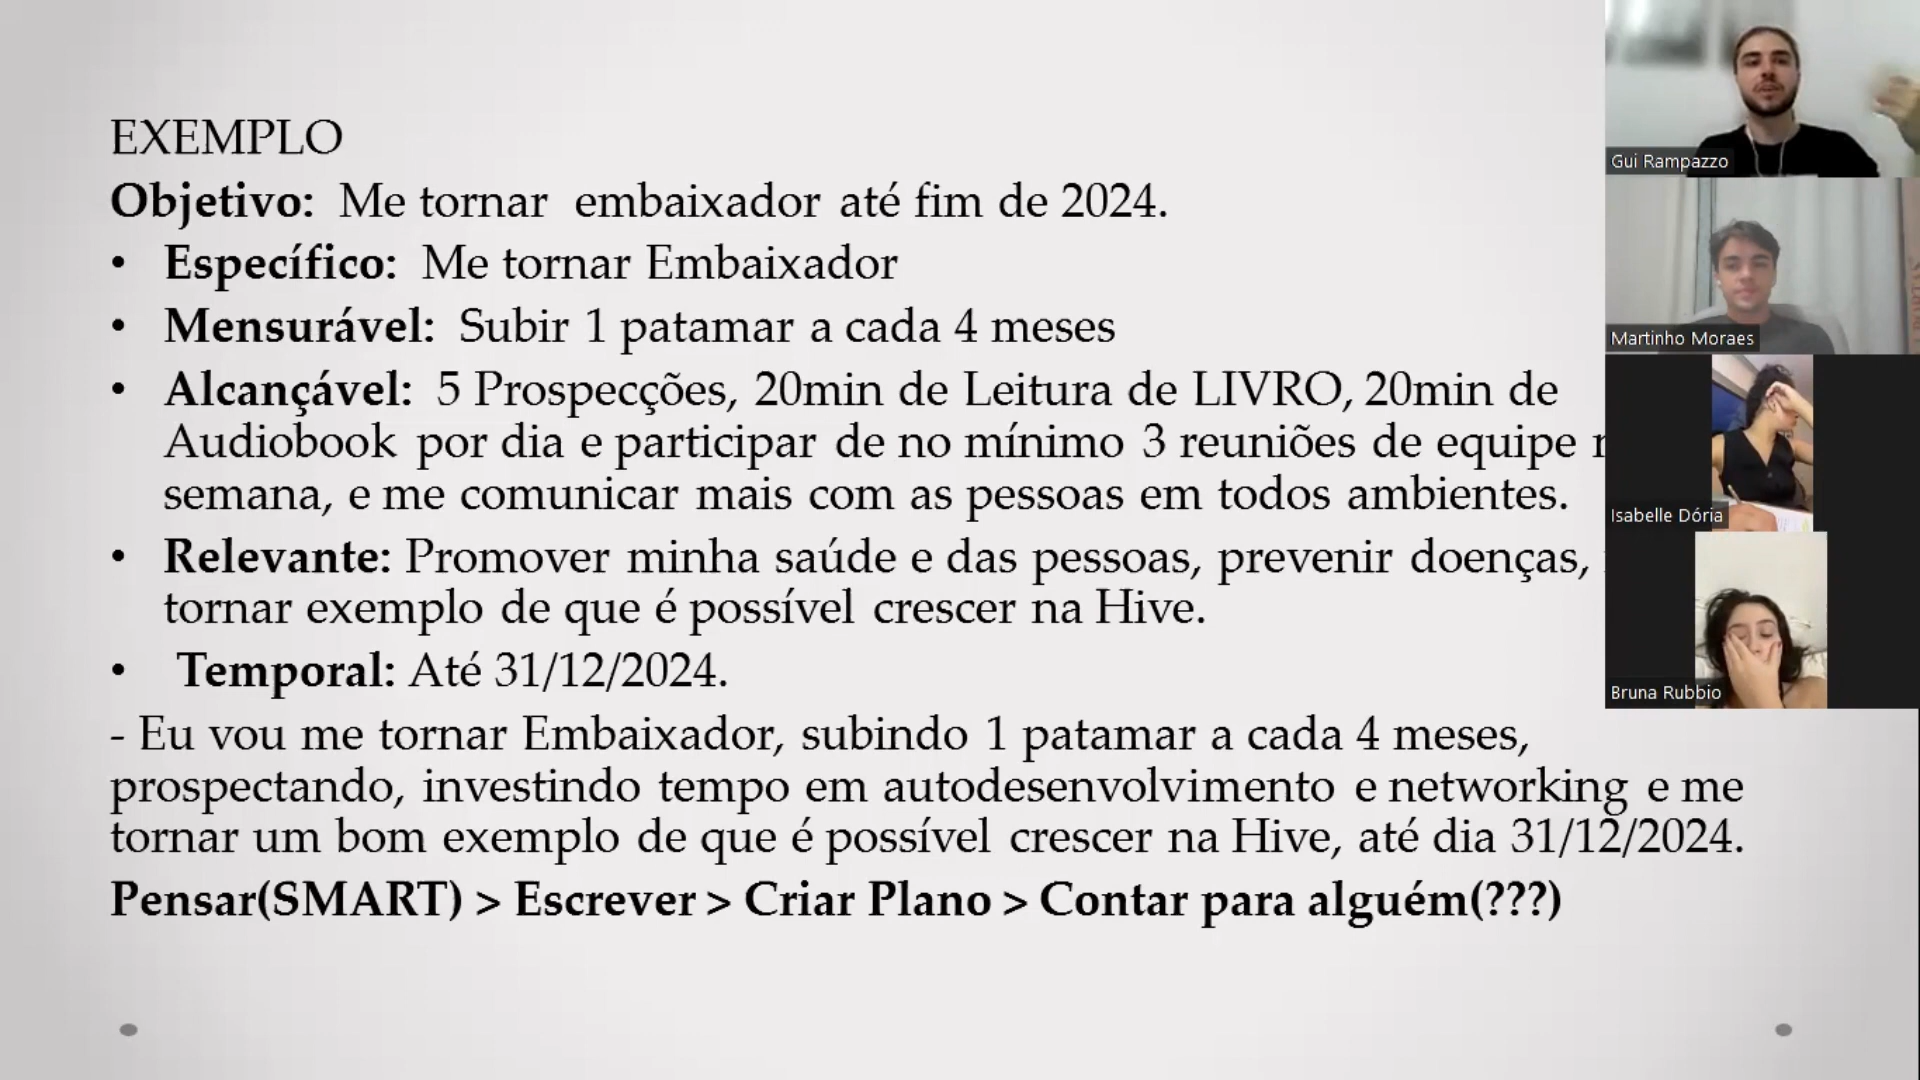 EXEMPLO
Objetivo: Me tornar embaixador até fim de 2024.
• Específico: Me tornar Embaixador
• Mensurável: Subir 1 patamar a cada 4 meses
• Alcançável: 5 Prospecções, 20min de Leitura de LIVRO, 20min de
Audiobook por dia e participar de no mínimo 3 reuniões de equipe
semana, e me comunicar mais com as pessoas em todos ambientes.
• Relevante: Promover minha saúde e das pessoas, prevenir doenças,
tornar exemplo de que é possível crescer na Hive.
• Temporal: Até 31/12/2024.
- Eu vou me tornar Embaixador, subindo 1 patamar a cada 4 meses,
prospectando, investindo tempo em autodesenvolvimento e networking e me
tornar um bom exemplo de que é possível crescer na Hive, até dia 31/12/2024.
Pensar(SMART) > Escrever > Criar Plano > Contar para alguém(???)
Gui Rampazzo
Martinho Moraes
Isabelle Dória
Bruna Rubbio